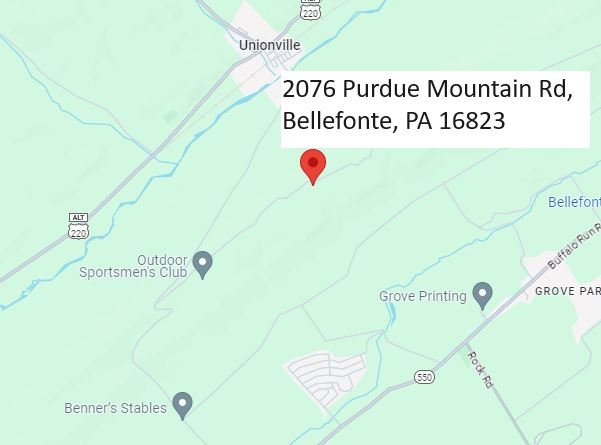 220
Unionville
2076 Purdue Mountain Rd,
Bellefonte, PA 16823
Bellefont
ALT
220
Buffalo Run R
Outdoor
Sportsmen's Club
Grove Printing
GROVE PAR
Rock Rd
550
Benner's Stables